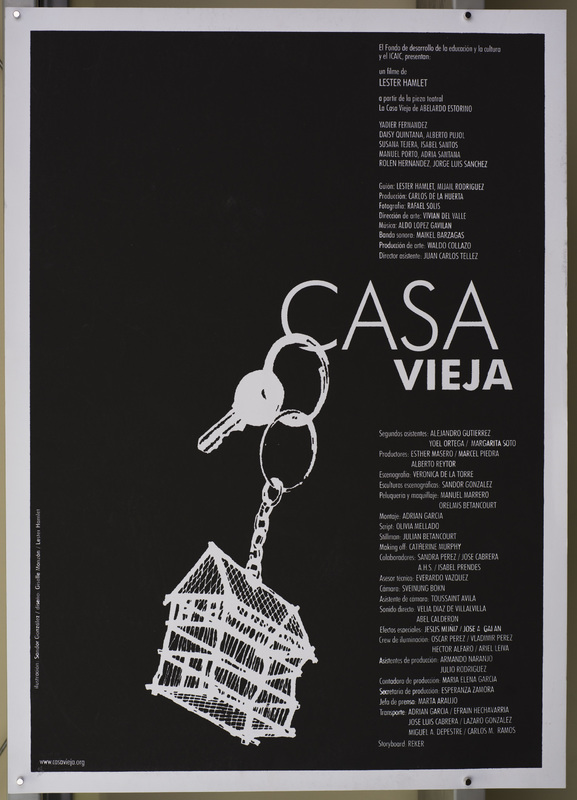 El Fondo de desarrollo de la educación y la cultura
y el ICAIC, presentan:
un filme de
LESTER HAMLET
a partir de la pieza teatral
La Casa Vieja de ABELARDO ESTORINO
YADIER FERNANDEZ
DAISY QUINTANA, ALBERTO PUJOL
SUSANA TEJERA, ISABEL SANTOS
MANUEL PORTO, ADRIA SANTANA
ROLEN HERNANDEZ, JORGE LUIS SANCHEZ
Guión: LESTER HAMLET, MIJAIL RODRIGUEZ
Producción: CARLOS DE LA HUERTA
Fotografía: RAFAEL SOLIS
Dirección de arte: VIVIAN DEL VALLE
Música: ALDO LOPEZ GAVILAN
Banda sonora: MAIKEL BARZAGAS
Producción de arte: WALDO COLLAZO
Director asistente: JUAN CARLOS TELLEZ
CASA
VIEJA
Segundos asistentes: ALEJANDRO GUTIERREZ
YOEL ORTEGA / MARGARITA SOTO
Productores: ESTHER MASERO / MARCEL PIEDRA
ALBERTO REYTOR
Escenografía: VERONICA DE LA TORRE
Esculturas escenográficas: SANDOR GONZALEZ
Peluquería y maquillaje: MANUEL MARRERO
ORELMIS BETANCOURT
Montaje: ADRIAN GARCIA
Script: OLIVIA MELLADO
Stillman: JULIAN BETANCOURT
Making off: CATHERINE MURPHY
Colaboradores: SANDRA PEREZ / JOSE CABRERA
A.H.S. / ISABEL PRENDES
Asesor técnico: EVERARDO VAZQUEZ
Cámara: SVEINUNG BOKN
Asistente de cámara: TOUSSAINT AVILA
Sonido directo: VELIA DIAZ DE VILLALVILLA
ABEL CALDERON
Efectos especiales: JESUS MUÑOZ / JOSE A. GALAN
Crew de iluminación: OSCAR PEREZ / VLADIMIR PEREZ
HECTOR ALFARO / ARIEL LEIVA
Asistentes de producción: ARMANDO NARANJO
JULIO RODRIGUEZ
Contadora de producción: MARIA ELENA GARCIA
Secretaria de producción: ESPERANZA ZAMORA
Jefa de prensa: MARTA ARAUJO
Transporte: ADRIAN GARCIA / EFRAIN HECHAVARRIA
JOSE LUIS CABRERA / LAZARO GONZALEZ
MIGUEL A. DEPESTRE / CARLOS M. RAMOS
Storyboard: REKER
ilustración: Sandor González / diseño: Giselle Monzón / Lester Hamlet
www.casavieja.org